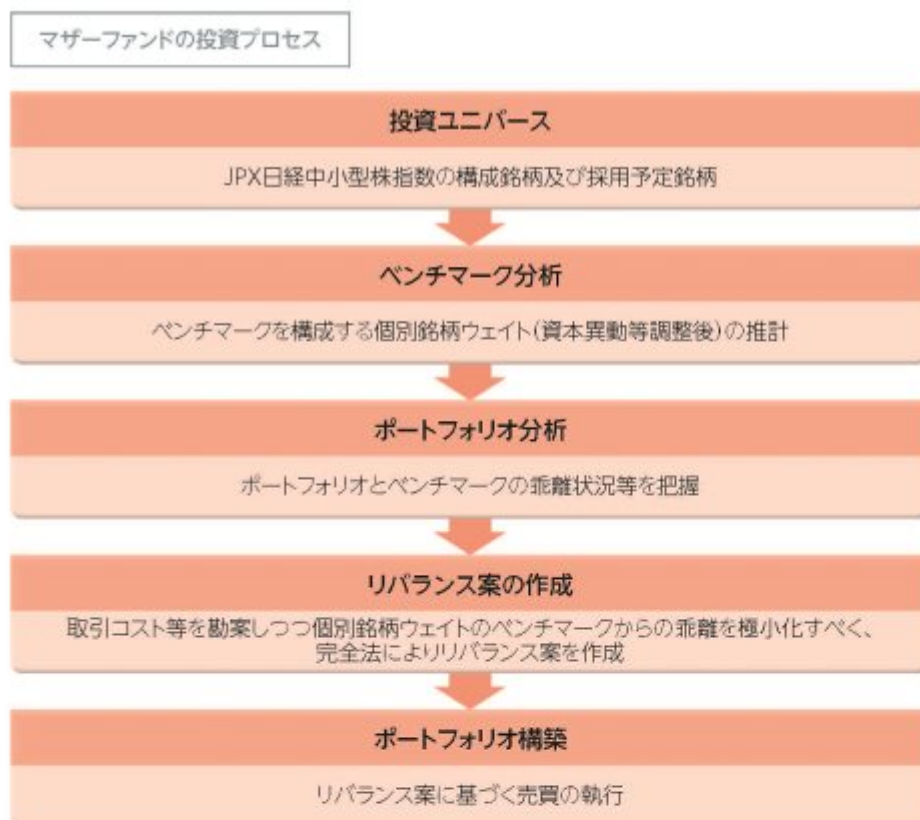 マザーファンドの投資プロセス
投資ユニバース
JPX日経中小型株指数の構成銘柄及び採用予定銘柄
ベンチマーク分析
ベンチマークを構成する個別銘柄ウェイト(資本異動等調整後)の推計
ポートフォリオ分析
ポートフォリオとベンチマークの乖離状況等を把握
リバランス案の作成
取引コスト等を勘案しつつ個別銘柄ウェイトのベンチマークからの乖離を極小化すべく、
完全法によりリバランス案を作成
ポートフォリオ構築
リバランス案に基づく売買の執行